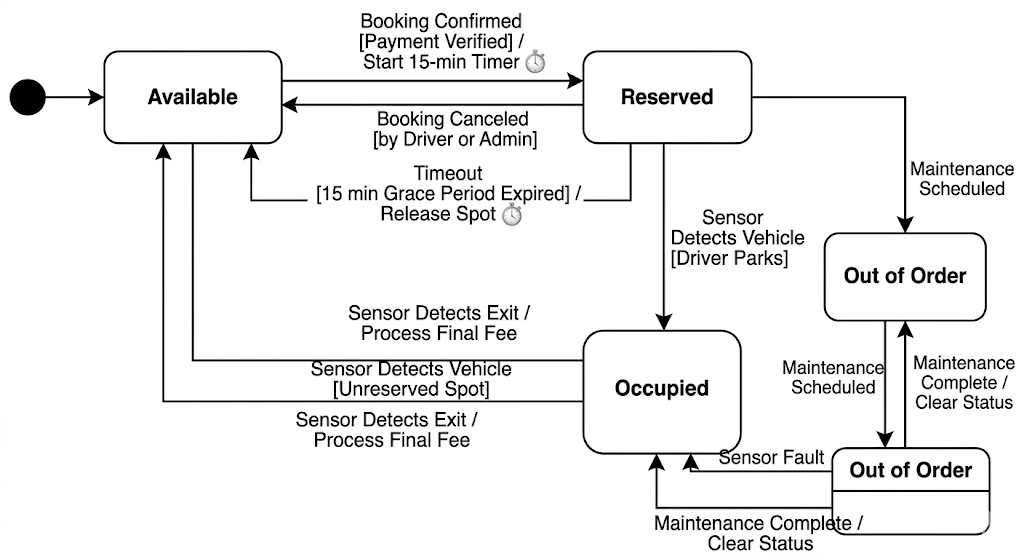 Booking Confirmed
[Payment Verified] /
Start 15-min Timer ⏱
Available
Reserved
Booking Canceled
[by Driver or Admin]
Timeout
[15 min Grace Period Expired] /
Release Spot ⏱
Maintenance
Scheduled
Sensor
Detects Vehicle
[Driver Parks]
Out of Order
Sensor Detects Exit /
Process Final Fee
Sensor Detects Vehicle
[Unreserved Spot]
Sensor Detects Exit /
Process Final Fee
Occupied
Maintenance
Scheduled
Maintenance
Complete /
Clear Status
Sensor Fault
Out of Order
Maintenance Complete /
Clear Status